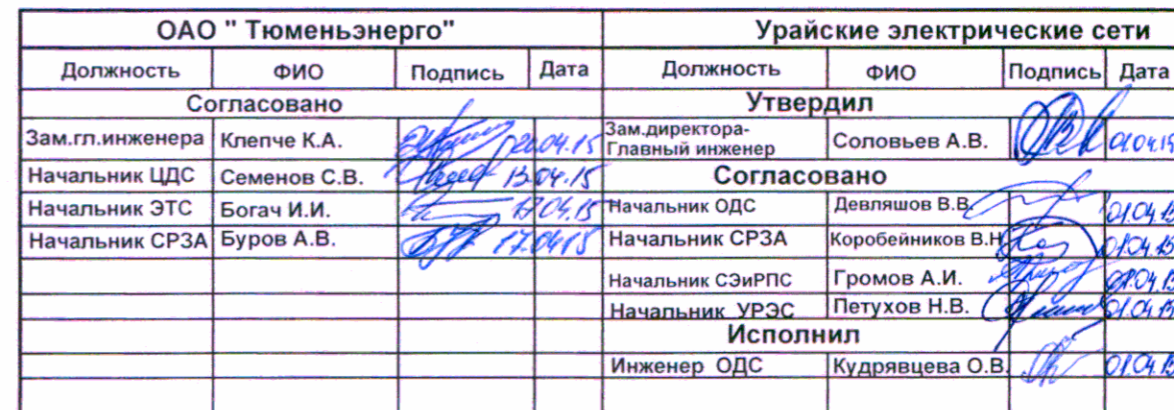 ОАО " Тюменьэнерго" Урайские электрические сети
Должность ФИО Подпись Дата Должность ФИО Подпись Дата
Согласовано Утвердил
Зам.гл.инженера Клепче К.А. 20.04.15 Зам.директора-
Главный инженер Соловьев А.В. 01.04.15
Начальник ЦДС Семенов С.В. 13.04.15 Согласовано
Начальник ЭТС Богач И.И. 17.04.15 Начальник ОДС Девляшов В.В. 01.04.15
Начальник СРЗА Буров А.В. 17.04.15 Начальник СРЗА Коробейников В.Н 01.04.15
Начальник СЭиРПС Громов А.И. 01.04.15
Начальник УРЭС Петухов Н.В. 01.04.15
Исполнил
Инженер ОДС Кудрявцева О.В. 01.04.15